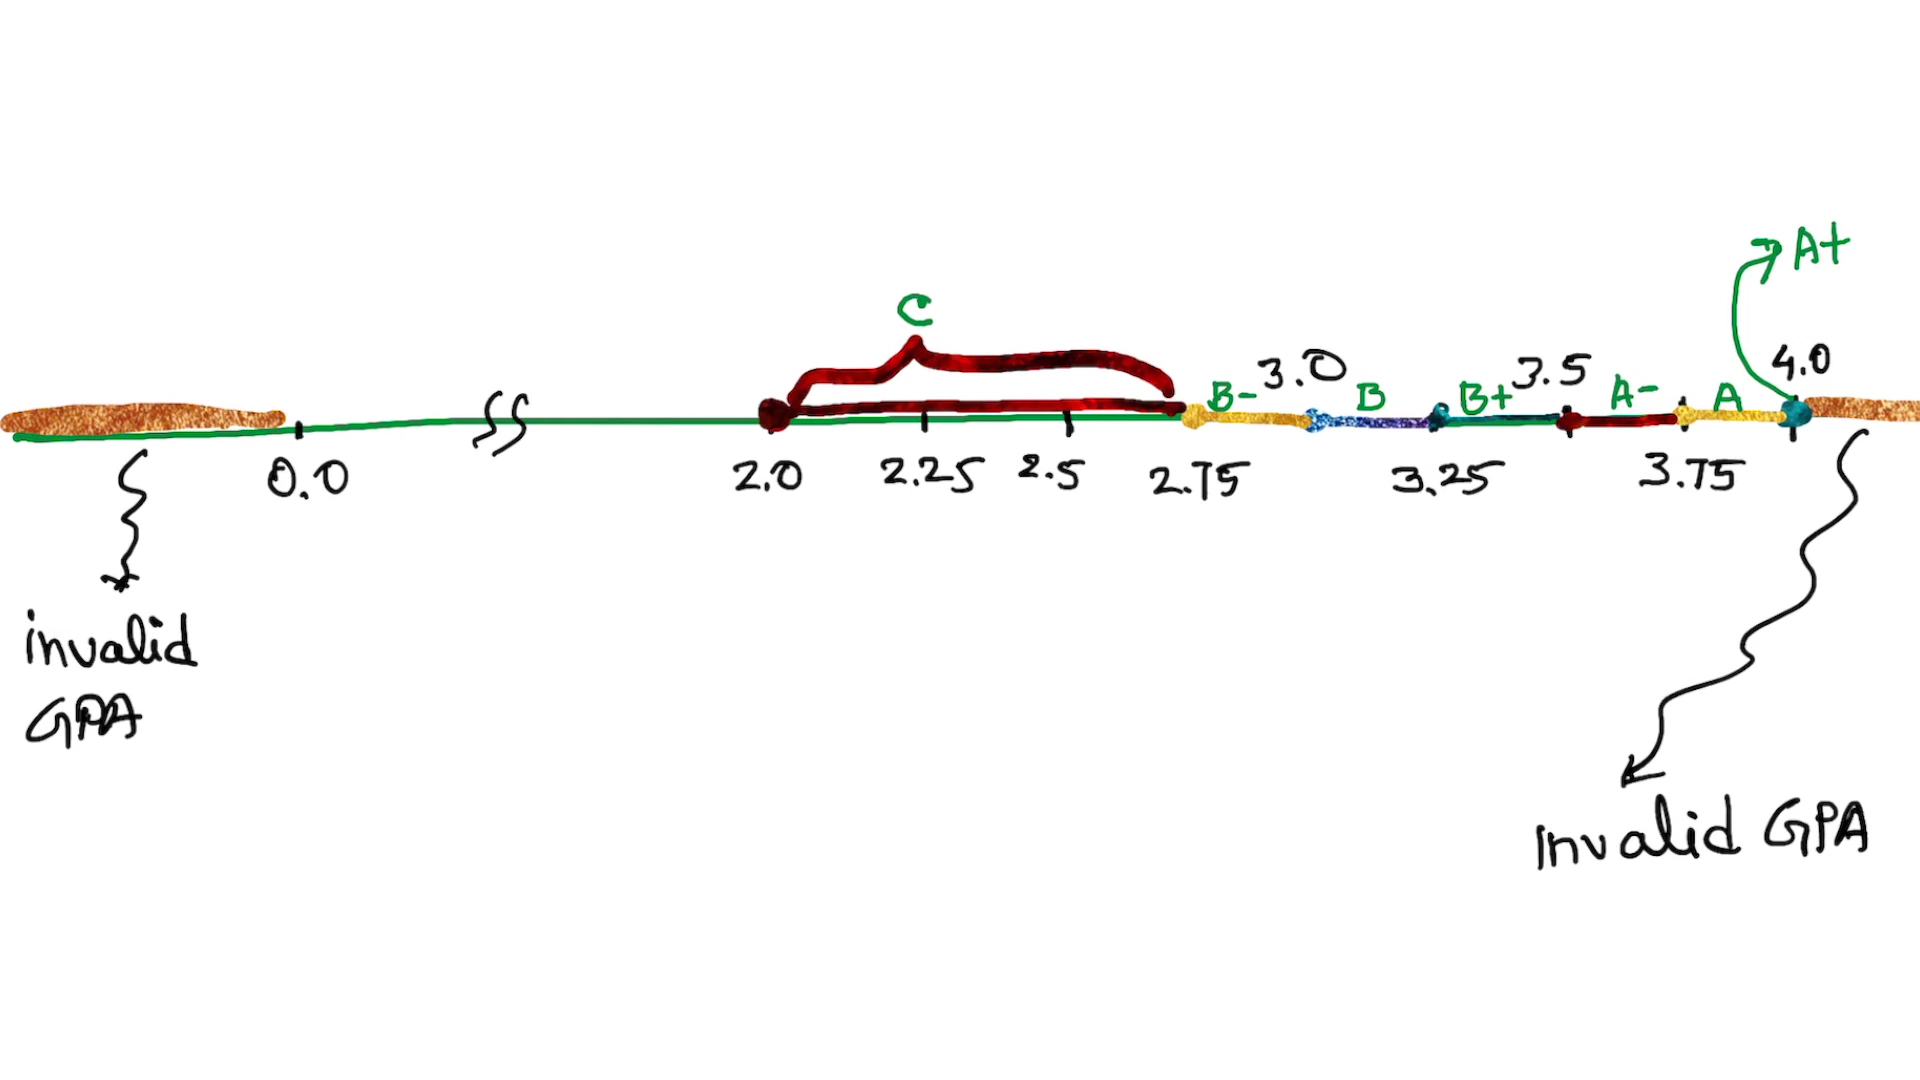 A+
C
3.0
3.5
4.0
B-
B
B+
A-
A
0.0
2.0
2.25
2.5
2.75
3.25
3.75
invalid
GPA
Invalid GPA